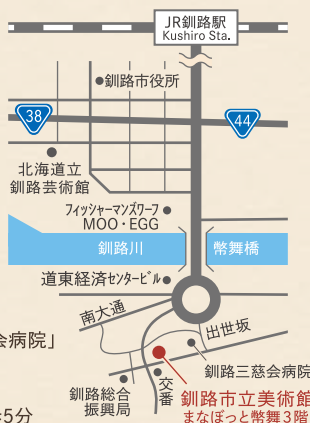 JR釧路駅
Kushiro Sta.
釧路市役所
38
44
北海道立
釧路芸術館
フィッシャーマンズワーフ
MOO・EGG
釧路川
幣舞橋
道東経済センタービル
南大通
出世坂
会病院」
釧路三慈会病院
釧路総合
振興局
交番
釧路市立美術館
まなぼっと幣舞3階
5分